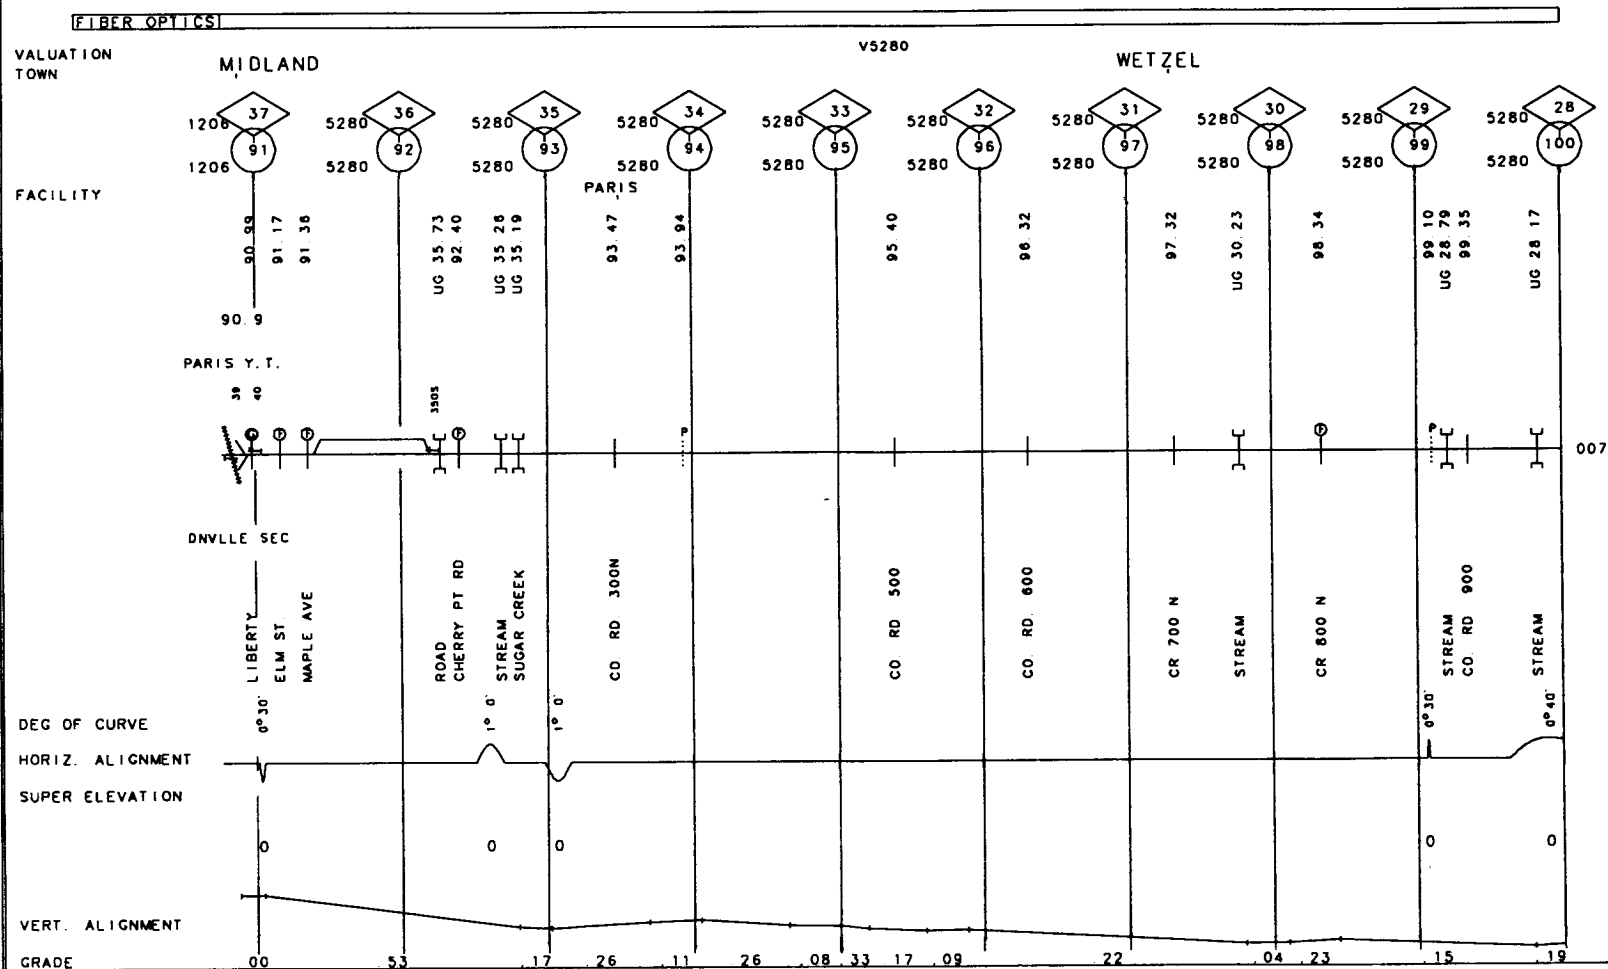 FIBER OPTICS
VALUATION
V5280
TOWN
MIDLAND
WETZEL
37 36 35 34 33 32 31 30 29 28
1206 5280 5280 5280 5280 5280 5280 5280 5280 5280
91 92 93 94 95 96 97 98 99 100
1206 5280 5280 5280 5280 5280 5280 5280 5280 5280
FACILITY
PARIS
90.99
91.17
91.38
UG 35.73
92.40
UG 35.28
UG 35.19
93.47
93.94
95.40
96.32
97.32
UG 30.23
98.34
99.10
UG 28.79
99.35
UG 28 17
90.9
PARIS Y.T.
39
40
3505
F F F P F P
007
DNVLLE SEC
LIBERTY
ELM ST.
MAPLE AVE
ROAD
CHERRY PT RD
STREAM
SUGAR CREEK
CO. RD 300N
CO. RD 500
CO. RD. 600
CR 700 N
STREAM
CR 800 N
STREAM
CO. RD 900
STREAM
DEG OF CURVE
0°30' 1° 0' 1° 0' 0°30' 0°40'
HORIZ. ALIGNMENT
SUPER ELEVATION
0 0 0 0 0
VERT. ALIGNMENT
GRADE
.00 .53 .17 .26 .11 .26 .08 .33 .17 .09 .22 .04 .23 .15 .19